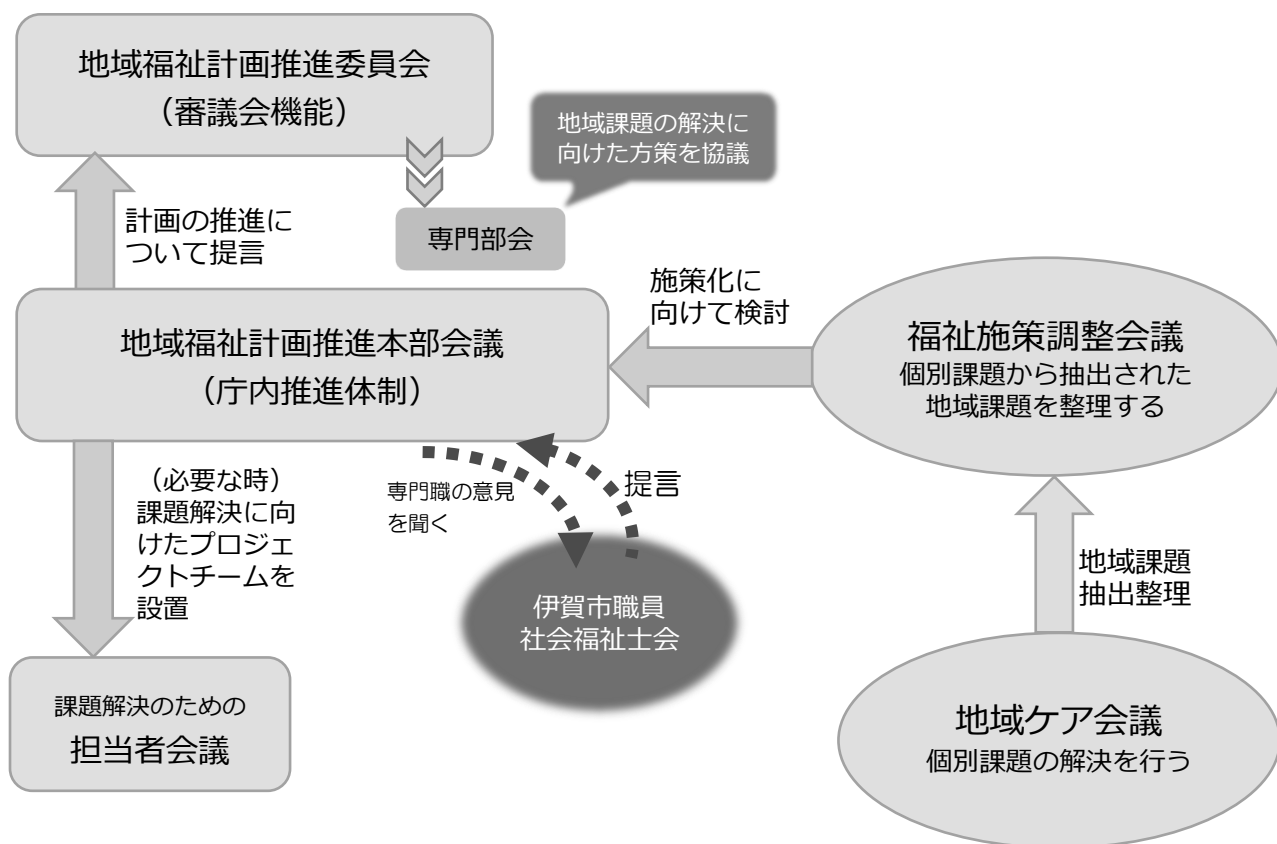 地域福祉計画推進委員会
（審議会機能）
地域課題の解決に
向けた方策を協議
専門部会
計画の推進に
ついて提言
地域福祉計画推進本部会議
（庁内推進体制）
施策化に
向けて検討
福祉施策調整会議
個別課題から抽出された
地域課題を整理する
（必要な時）
課題解決に向
けたプロジェ
クトチームを
設置
専門職の意見
を聞く
提言
伊賀市職員
社会福祉士会
地域課題
抽出整理
課題解決のための
担当者会議
地域ケア会議
個別課題の解決を行う